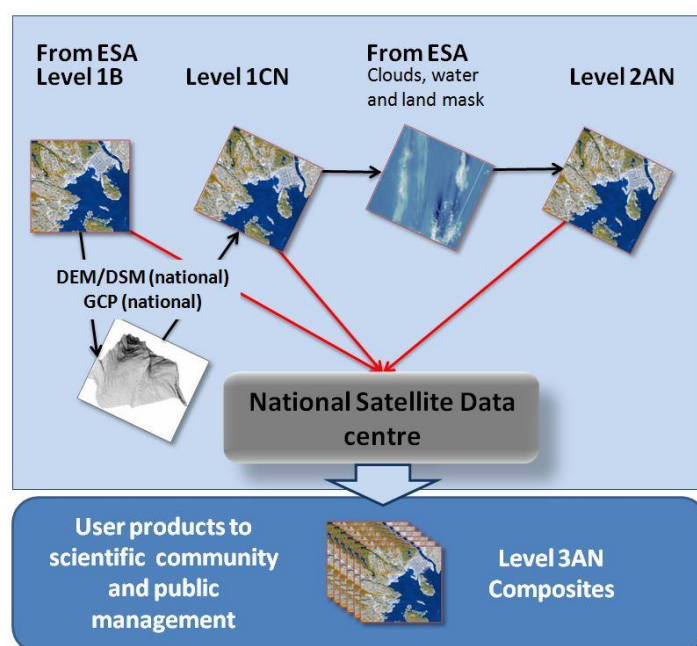 From ESA
Level 1B
Level 1CN
From ESA
Clouds, water
and land mask
Level 2AN
DEM/DSM (national)
GCP (national)
National Satellite Data
centre
User products to
scientific community
and public
management
Level 3AN
Composites